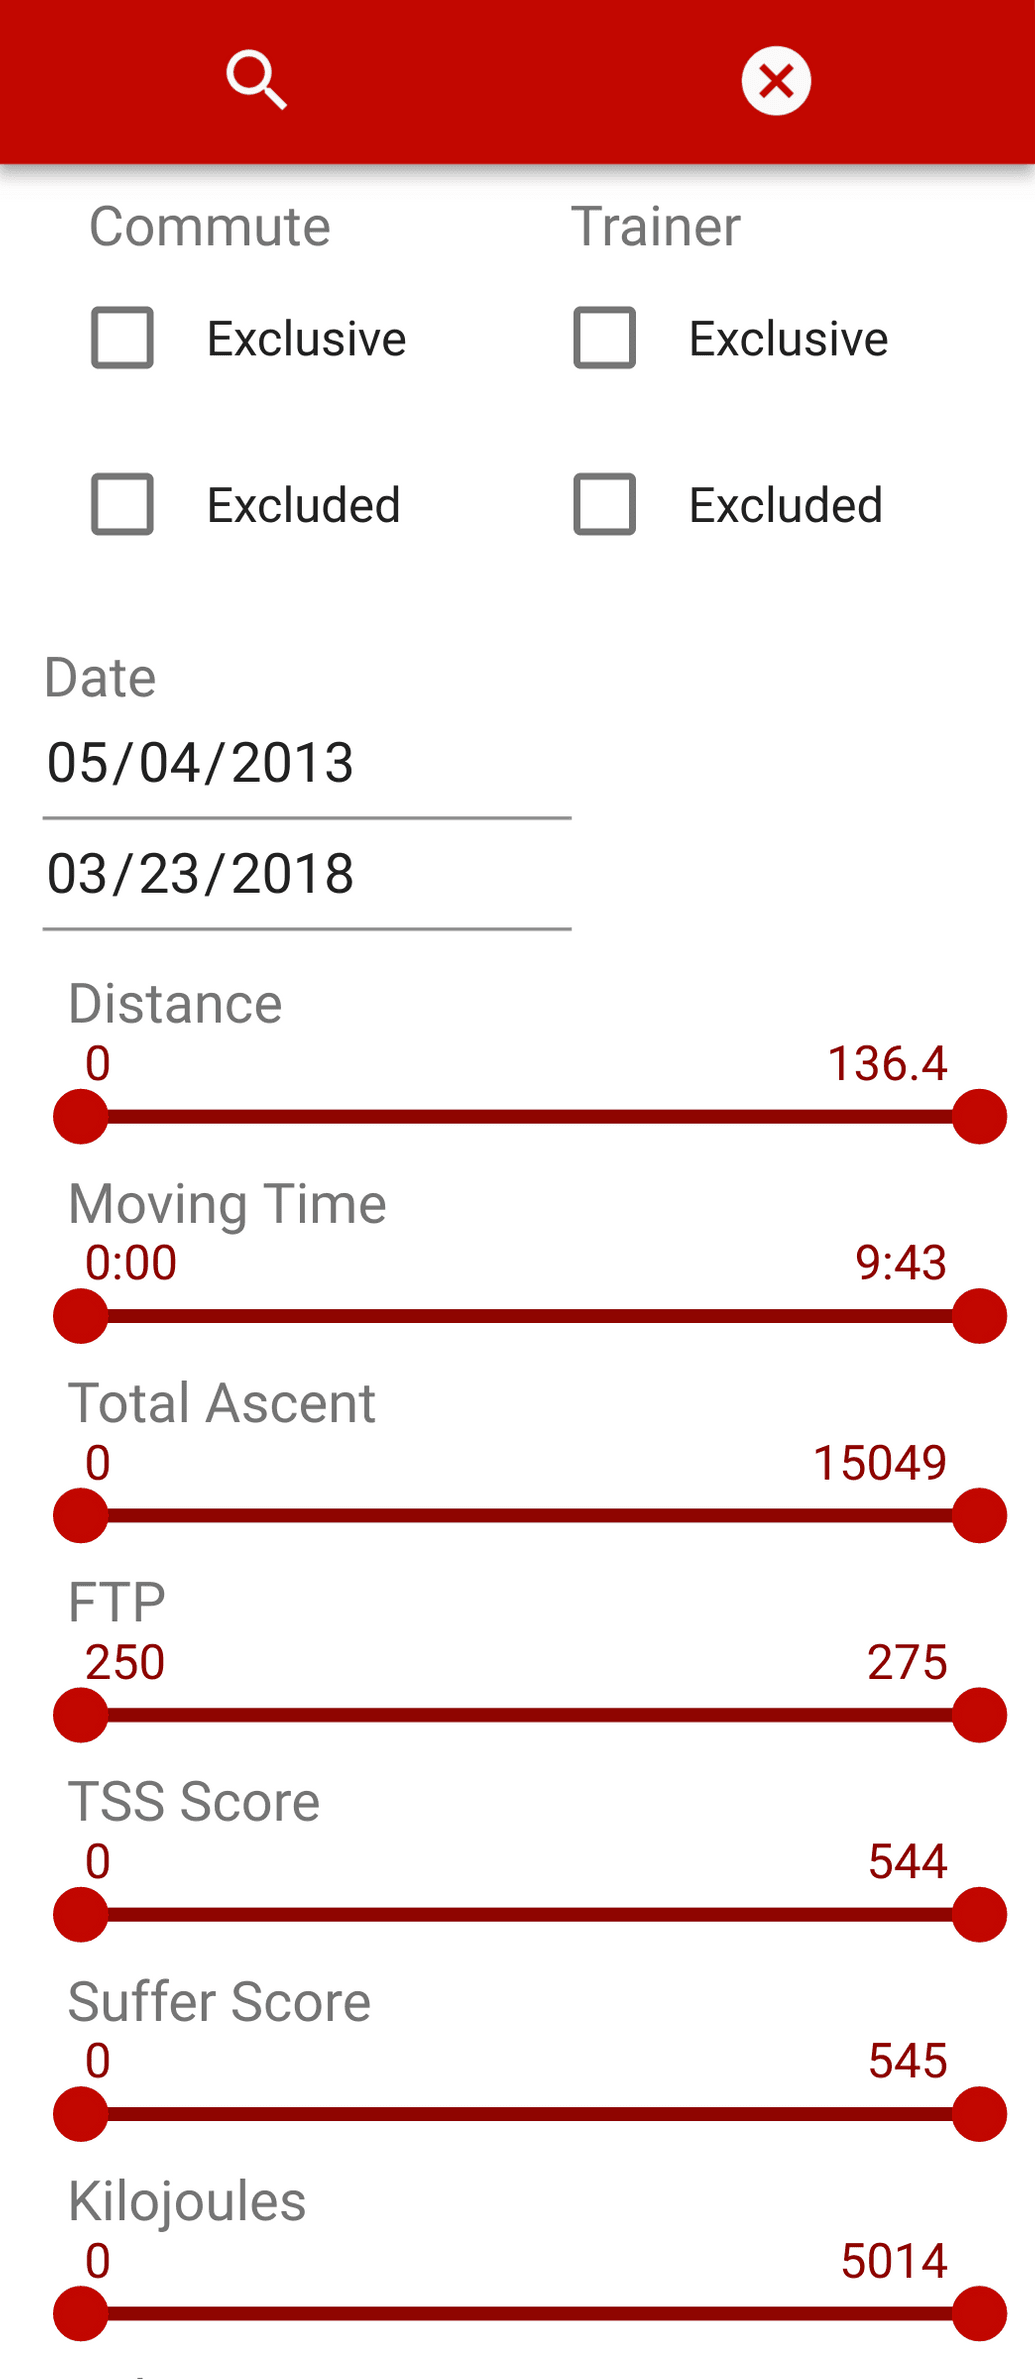 Commute Trainer
Exclusive Exclusive
Excluded Excluded
Date
05/04/2013
03/23/2018
Distance
0 136.4
Moving Time
0:00 9:43
Total Ascent
0 15049
FTP
250 275
TSS Score
0 544
Suffer Score
0 545
Kilojoules
0 5014